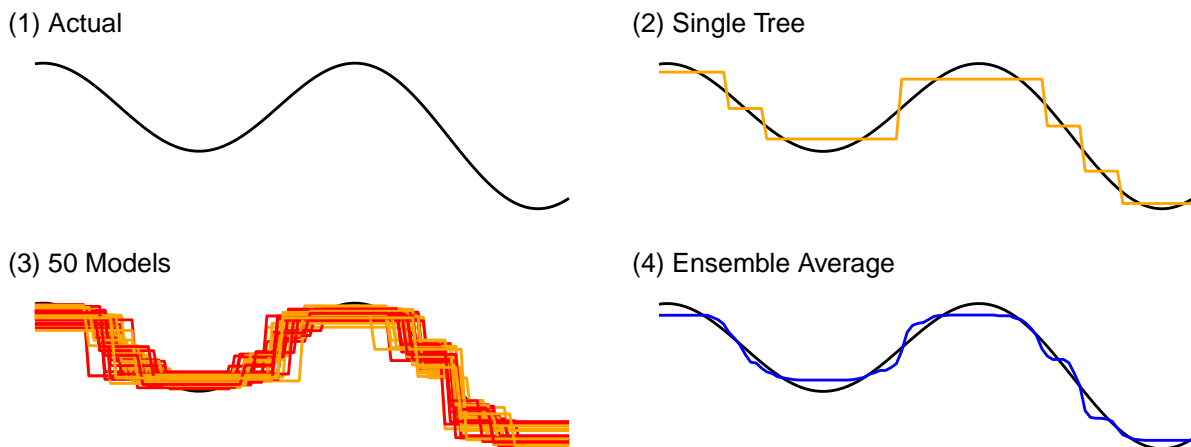 (1) Actual
(2) Single Tree
(3) 50 Models
(4) Ensemble Average